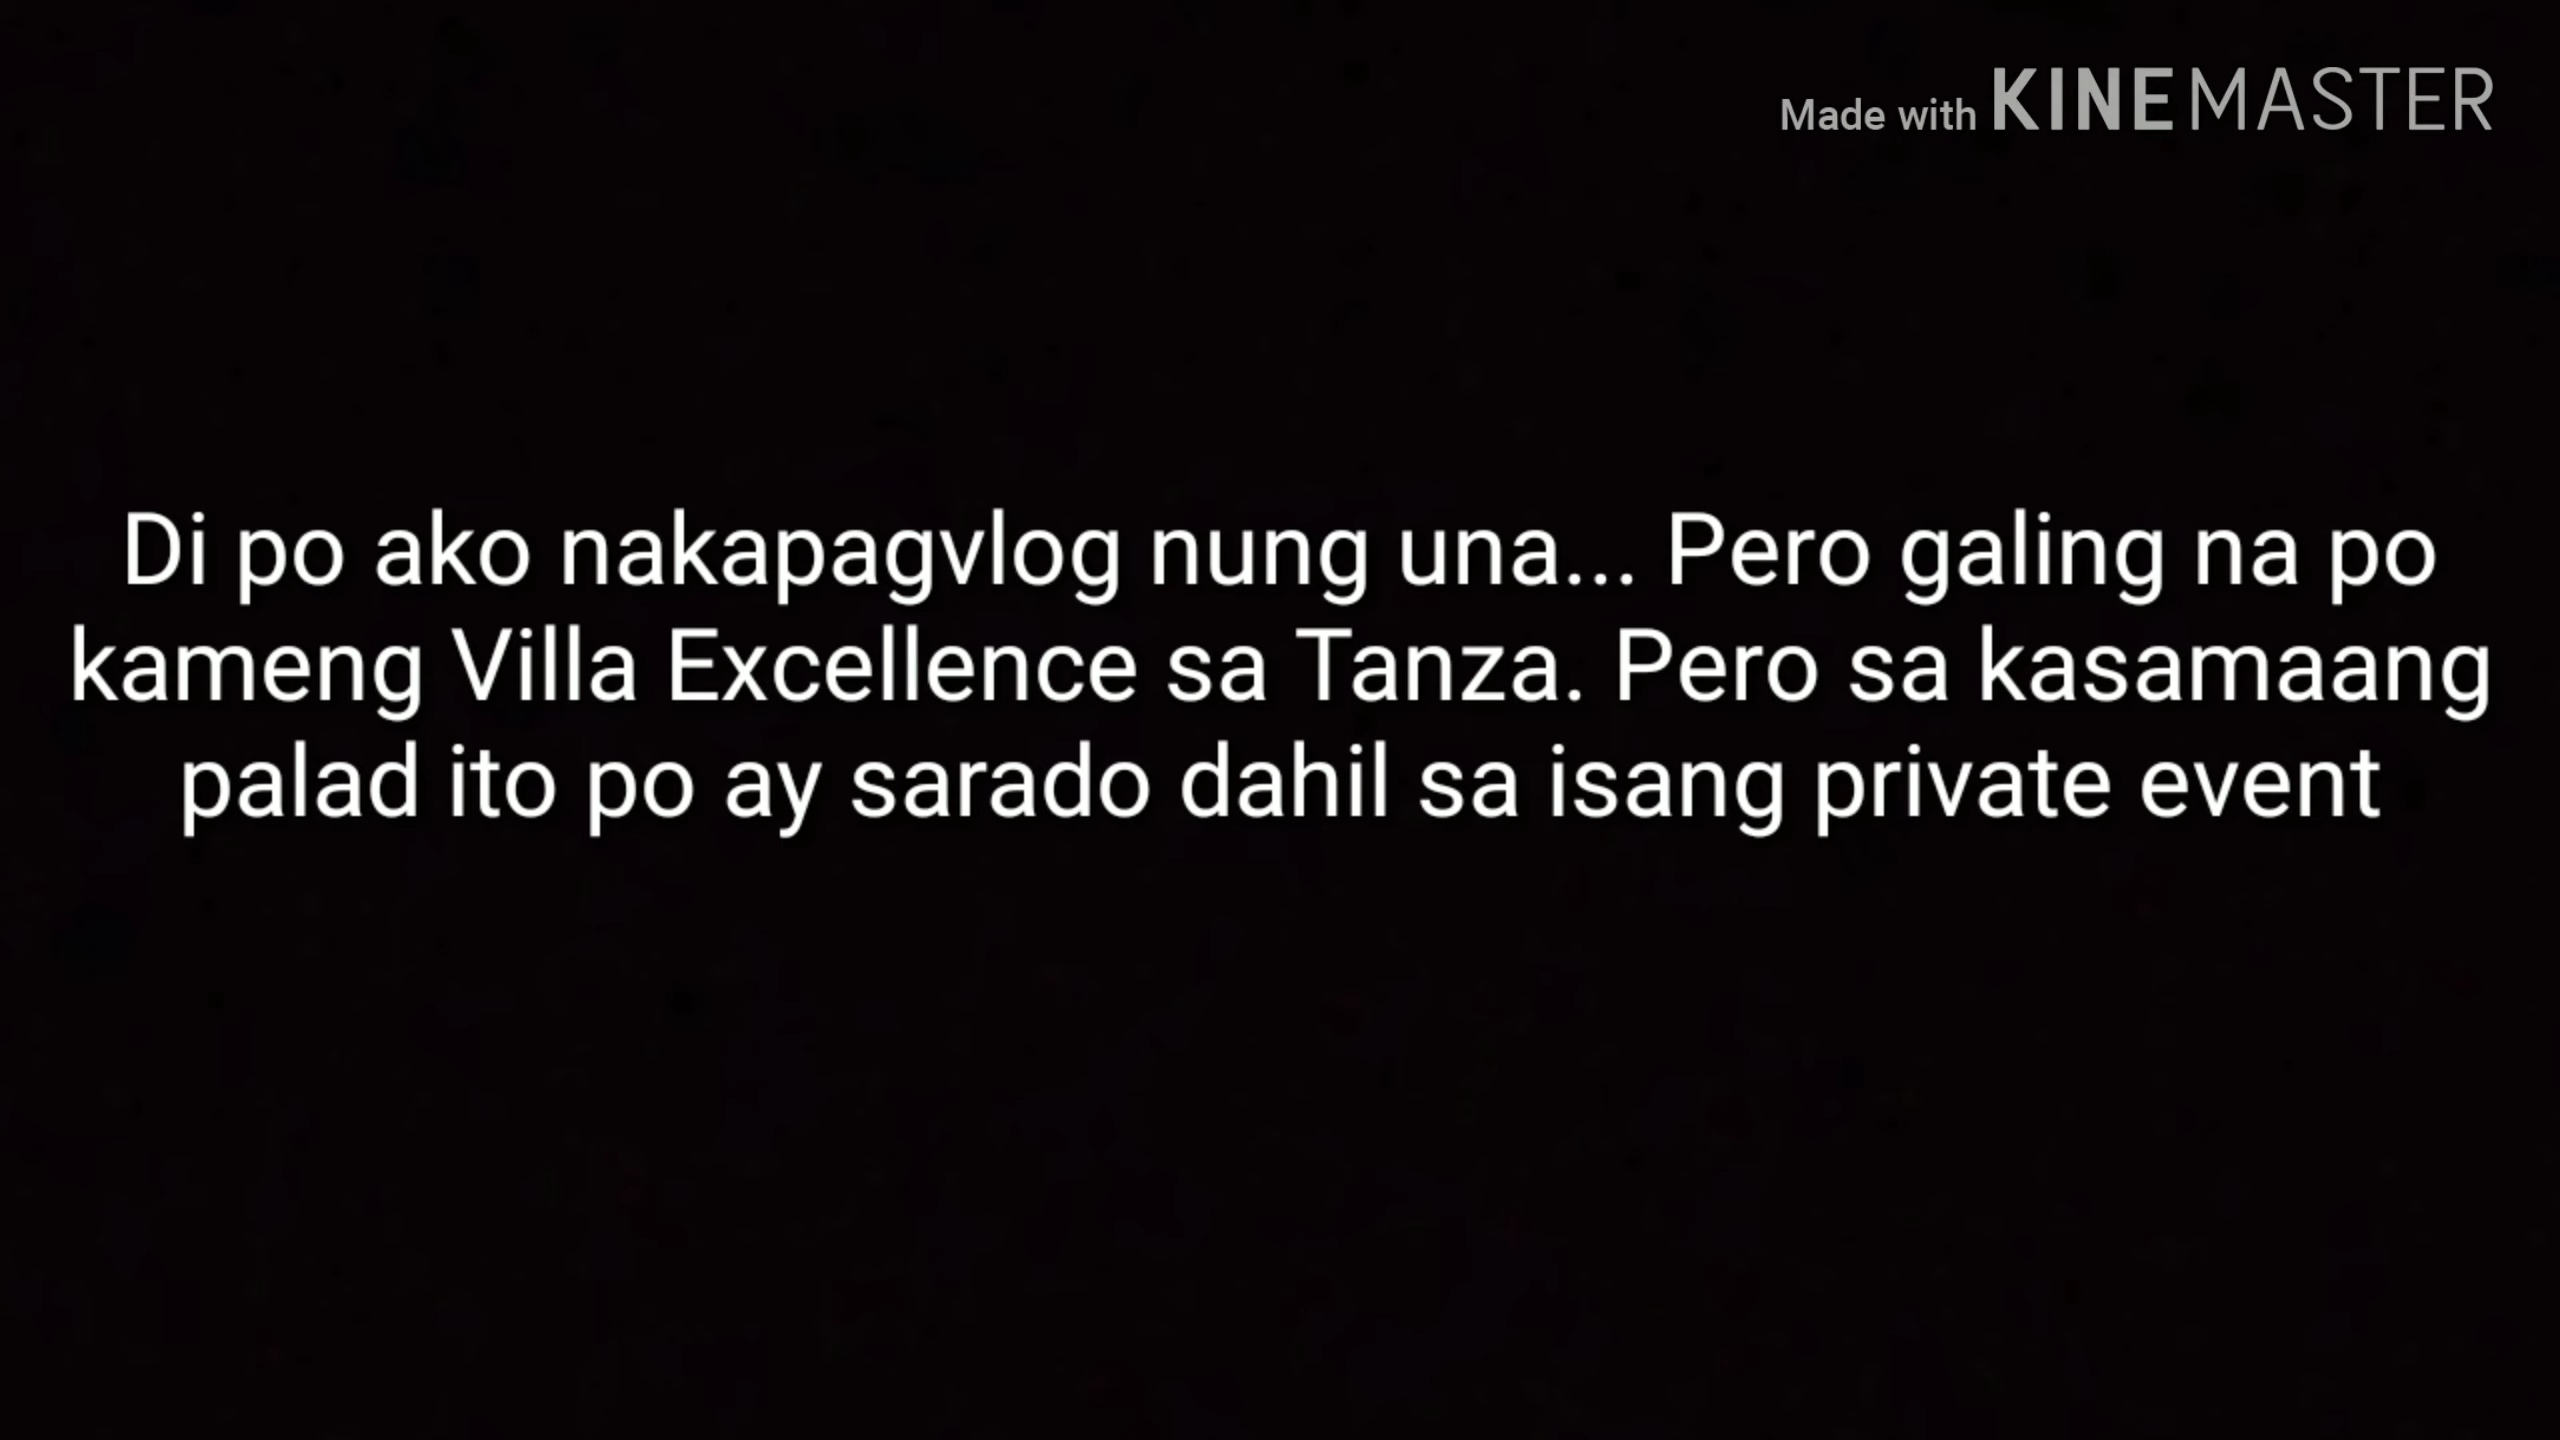 Made with KINEMASTER
Di po ako nakapagvlog nung una... Pero galing na po
kameng Villa Excellence sa Tanza. Pero sa kasamaang
palad ito po ay sarado dahil sa isang private event